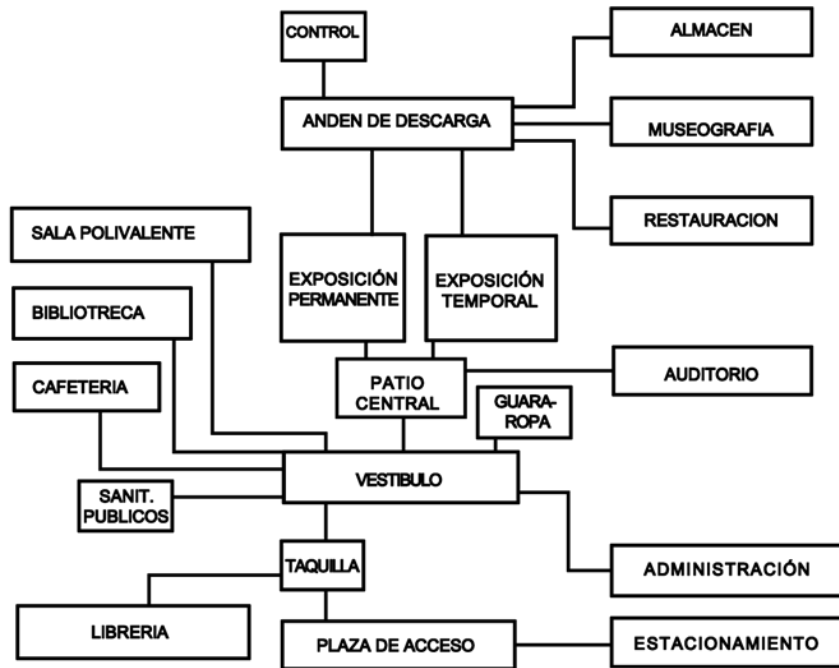 CONTROL
ALMACEN
ANDEN DE DESCARGA
MUSEOGRAFIA
RESTAURACION
SALA POLIVALENTE
EXPOSICIÓN
PERMANENTE
EXPOSICIÓN
TEMPORAL
BIBLIOTRECA
CAFETERIA
PATIO
CENTRAL
AUDITORIO
GUARA-
ROPA
VESTIBULO
SANIT.
PUBLICOS
TAQUILLA
ADMINISTRACIÓN
LIBRERIA
PLAZA DE ACCESO
ESTACIONAMIENTO